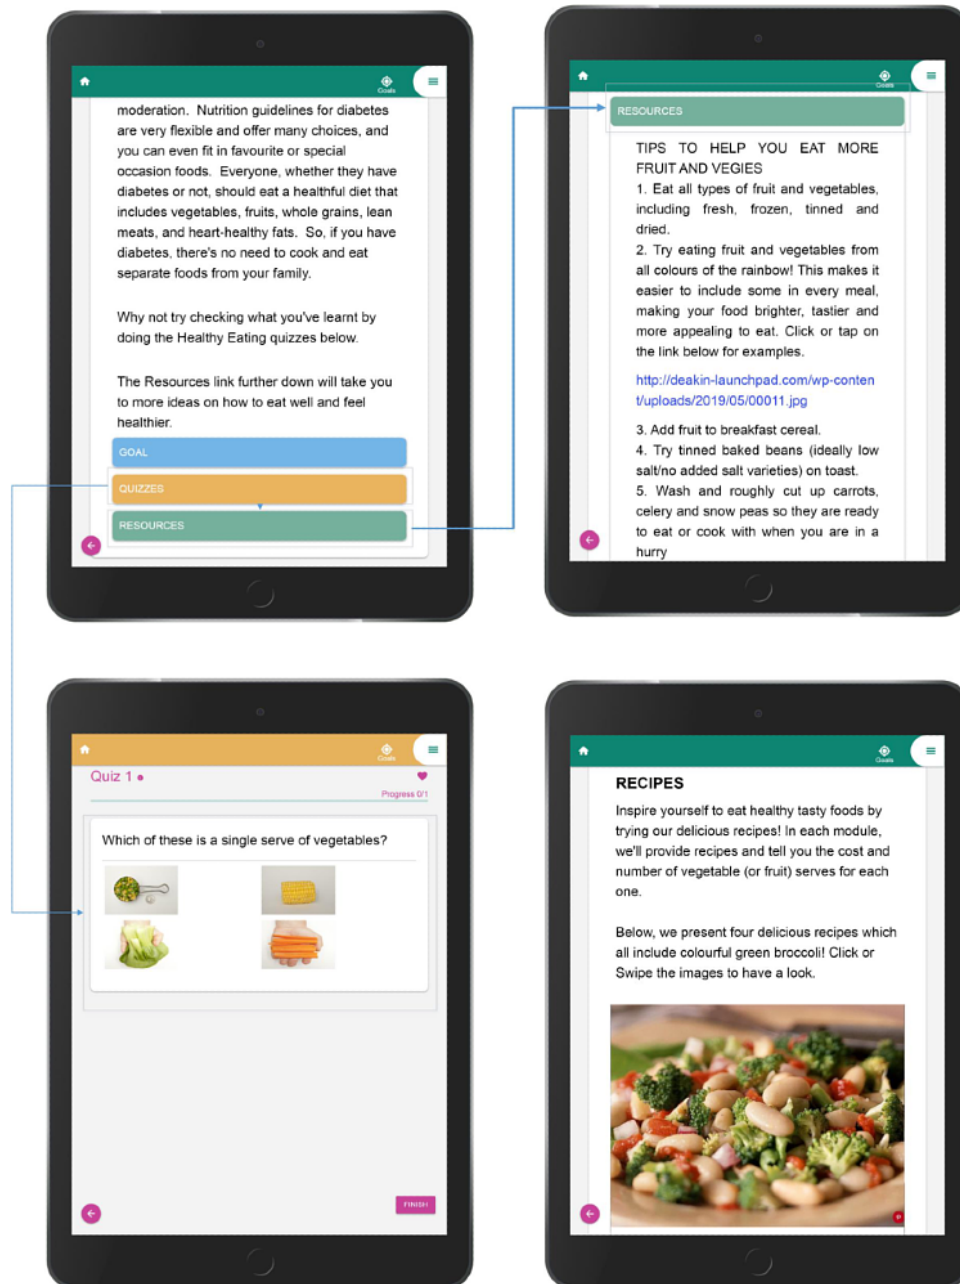 Goals
moderation. Nutrition guidelines for diabetes
are very flexible and offer many choices, and
you can even fit in favourite or special
occasion foods. Everyone, whether they have
diabetes or not, should eat a healthful diet that
includes vegetables, fruits, whole grains, lean
meats, and heart-healthy fats. So, if you have
diabetes, there's no need to cook and eat
separate foods from your family.
Why not try checking what you've learnt by
doing the Healthy Eating quizzes below.
The Resources link further down will take you
to more ideas on how to eat well and feel
healthier.
GOAL
QUIZZES
RESOURCES
Goals
RESOURCES
TIPS TO HELP YOU EAT MORE
FRUIT AND VEGIES
1. Eat all types of fruit and vegetables,
including fresh, frozen, tinned and
dried.
2. Try eating fruit and vegetables from
all colours of the rainbow! This makes it
easier to include some in every meal,
making your food brighter, tastier and
more appealing to eat. Click or tap on
the link below for examples.
http://deakin-launchpad.com/wp-conten
t/uploads/2019/05/00011.jpg
3. Add fruit to breakfast cereal.
4. Try tinned baked beans (ideally low
salt/no added salt varieties) on toast.
5. Wash and roughly cut up carrots,
celery and snow peas so they are ready
to eat or cook with when you are in a
hurry
Goals
Quiz 1
Progress 0/1
Which of these is a single serve of vegetables?
FINISH
Goals
RECIPES
Inspire yourself to eat healthy tasty foods by
trying our delicious recipes! In each module,
we'll provide recipes and tell you the cost and
number of vegetable (or fruit) serves for each
one.
Below, we present four delicious recipes which
all include colourful green broccoli! Click or
Swipe the images to have a look.